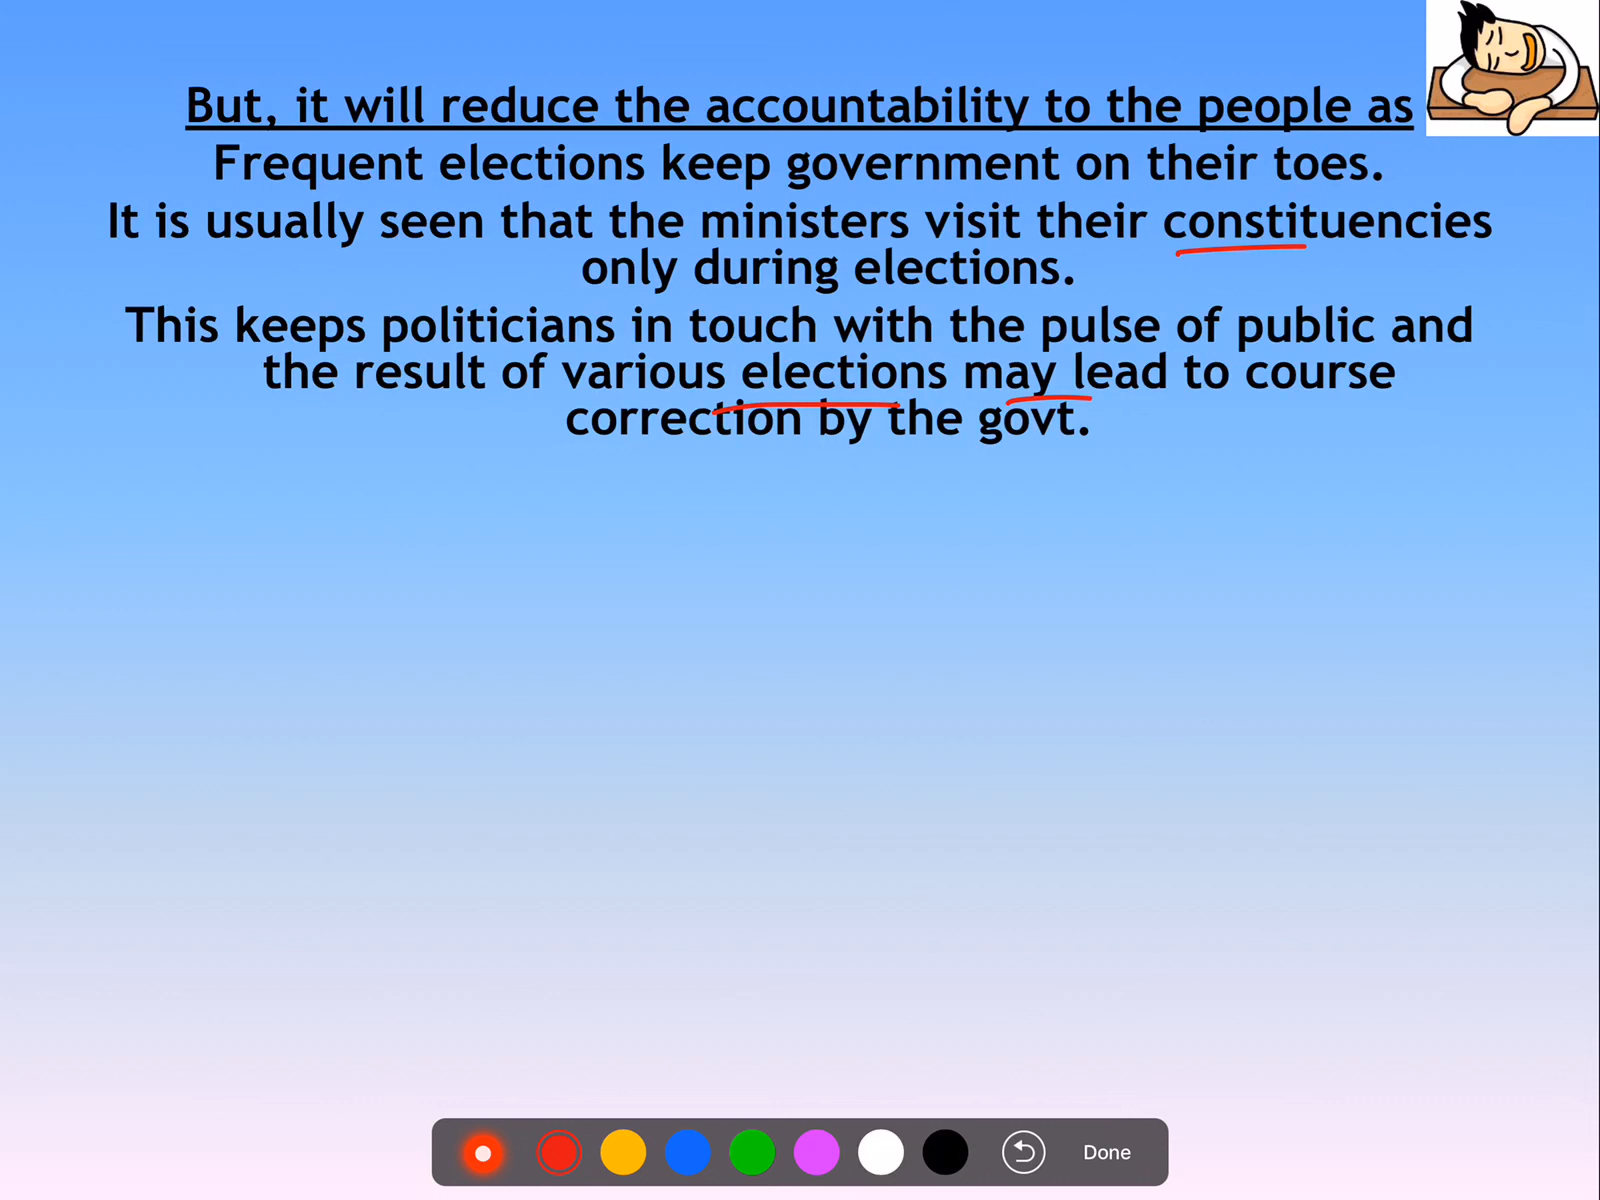 But, it will reduce the accountability to the people as
Frequent elections keep government on their toes.
It is usually seen that the ministers visit their constituencies
only during elections.
This keeps politicians in touch with the pulse of public and
the result of various elections may lead to course
correction by the govt.
Done